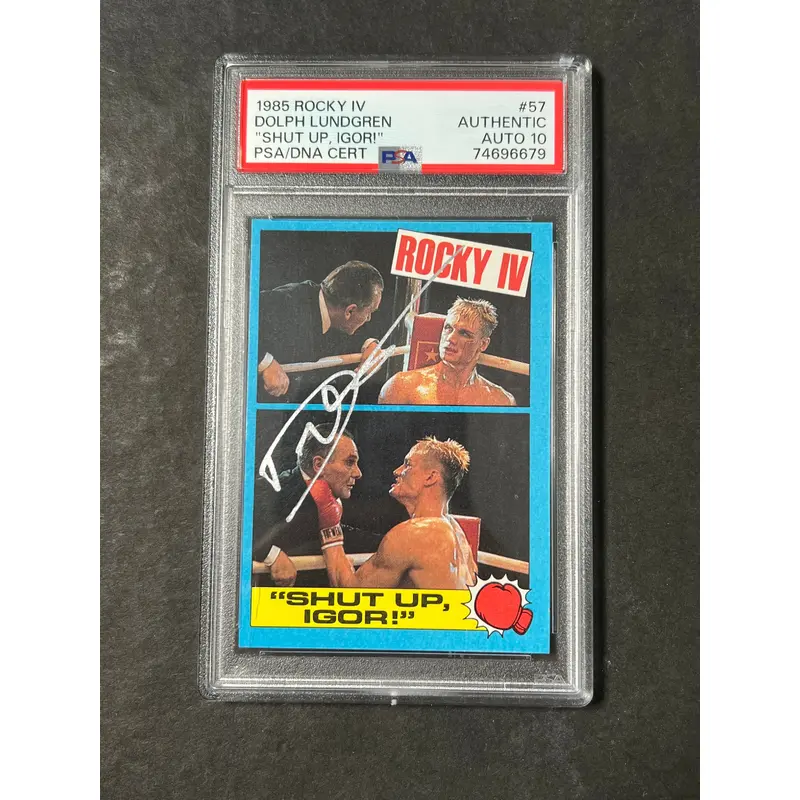 1985 ROCKY IV #57
DOLPH LUNDGREN AUTHENTIC
"SHUT UP, IGOR!" AUTO 10
PSA/DNA CERT PSA 74696679
ROCKY IV
"SHUT UP,
IGOR!"